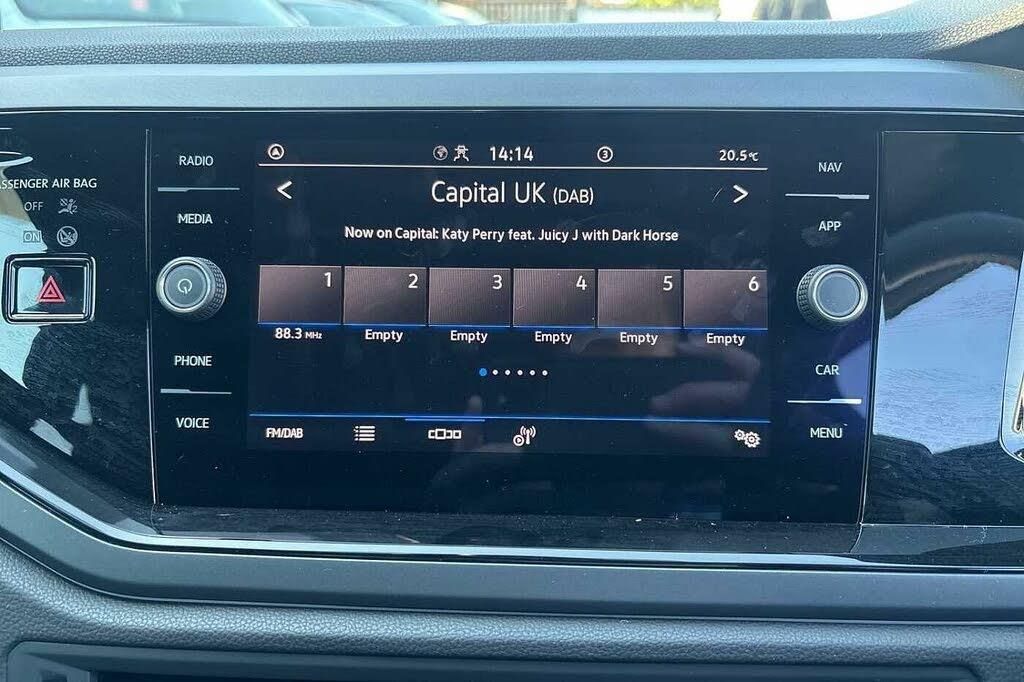 ASSENGER AIR BAG
OFF
ON
RADIO
MEDIA
PHONE
VOICE
14:14
3
20.5°C
Capital UK (DAB)
Now on Capital: Katy Perry feat. Juicy J with Dark Horse
1 2 3 4 5 6
88.3 MHz Empty Empty Empty Empty Empty
FM/DAB
NAV
APP
CAR
MENU